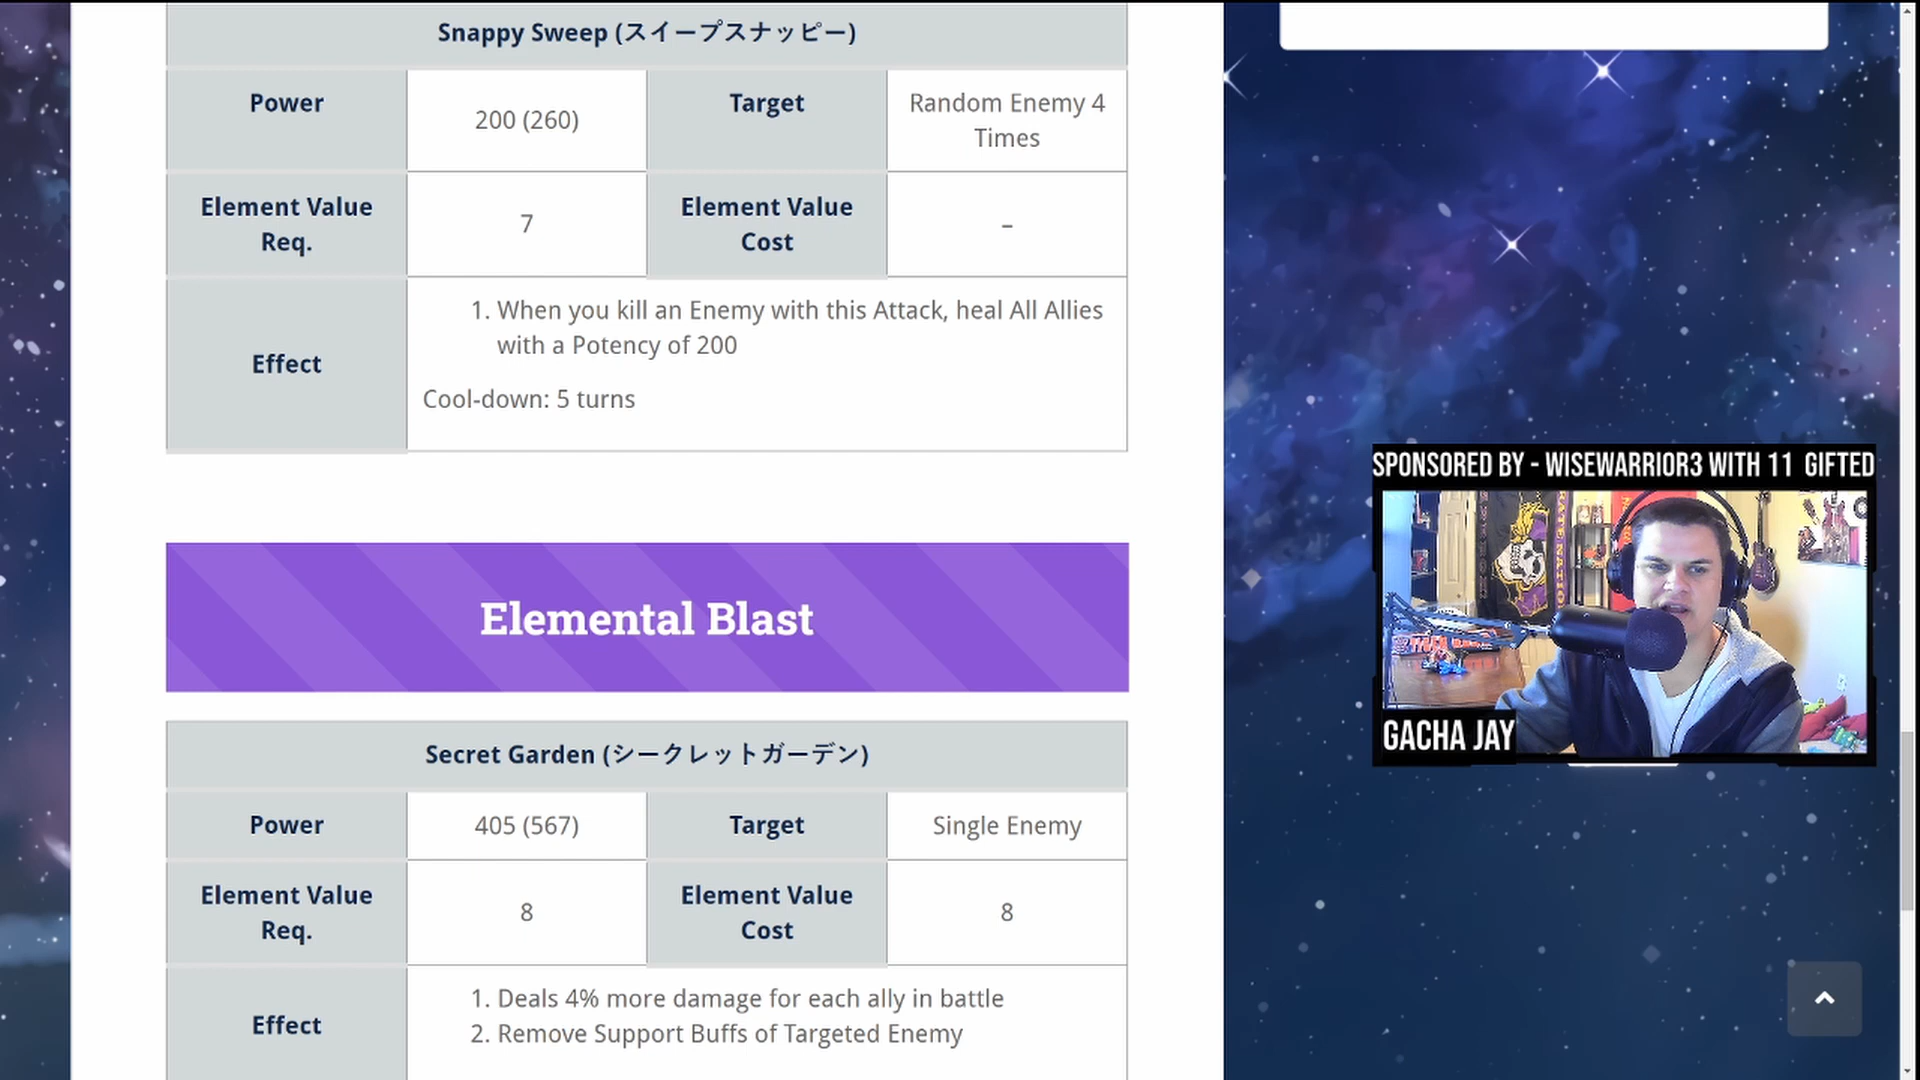 Snappy Sweep (スイープスナッピー)
Power
200 (260)
Target
Random Enemy 4
Times
Element Value
Req.
7
Element Value
Cost
–
Effect
1. When you kill an Enemy with this Attack, heal All Allies
with a Potency of 200
Cool-down: 5 turns
Elemental Blast
Secret Garden (シークレットガーデン)
Power
405 (567)
Target
Single Enemy
Element Value
Req.
8
Element Value
Cost
8
Effect
1. Deals 4% more damage for each ally in battle
2. Remove Support Buffs of Targeted Enemy
SPONSORED BY - WISEWARRIOR3 WITH 11 GIFTED
GACHA JAY